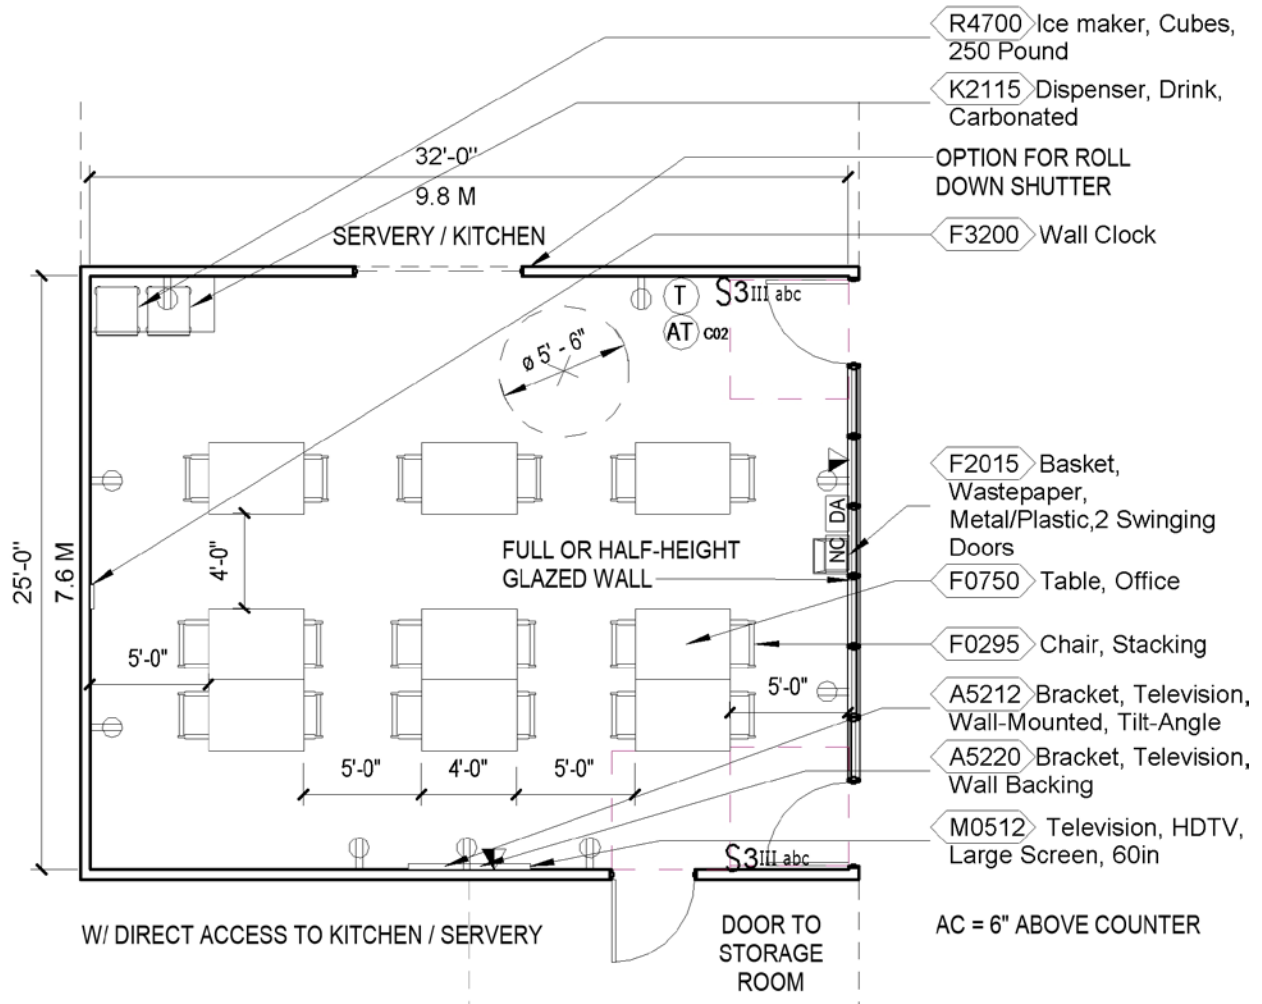 R4700 Ice maker, Cubes,
250 Pound
K2115 Dispenser, Drink,
Carbonated
32'-0"
OPTION FOR ROLL
DOWN SHUTTER
9.8 M
SERVERY / KITCHEN
F3200 Wall Clock
T
S3III abc
AT C02
ø 5' - 6"
F2015 Basket,
Wastepaper,
Metal/Plastic,2 Swinging
Doors
DA
NC
25'-0"
7.6 M
4'-0"
FULL OR HALF-HEIGHT
GLAZED WALL
F0750 Table, Office
F0295 Chair, Stacking
5'-0"
5'-0"
A5212 Bracket, Television,
Wall-Mounted, Tilt-Angle
5'-0"
4'-0"
5'-0"
A5220 Bracket, Television,
Wall Backing
M0512 Television, HDTV,
Large Screen, 60in
S3III abc
W/ DIRECT ACCESS TO KITCHEN / SERVERY
DOOR TO
STORAGE
ROOM
AC = 6" ABOVE COUNTER